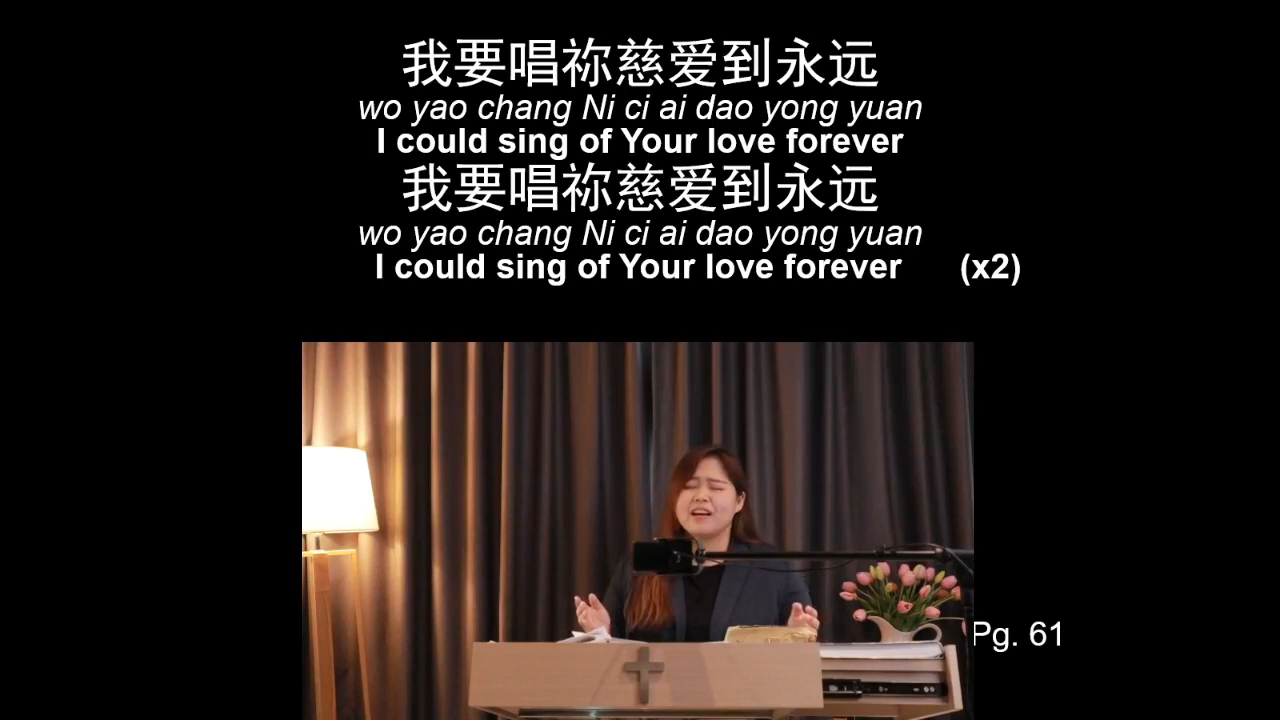 我要唱祢慈爱到永远
wo yao chang Ni ci ai dao yong yuan
I could sing of Your love forever
我要唱祢慈爱到永远
wo yao chang Ni ci ai dao yong yuan
I could sing of Your love forever (x2)
Pg. 61